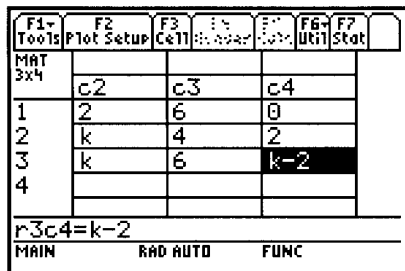 F1▾ F2 F3 F6▾ F7
Tools Plot Setup Cell Util Stat
MAT
3x4
c2 c3 c4
1 2 6 0
2 k 4 2
3 k 6 k-2
4
r3c4=k-2
MAIN RAD AUTO FUNC